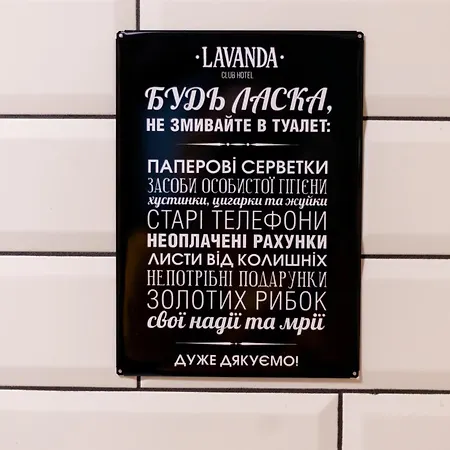 ·LAVANDA·
CLUB HOTEL
БУДЬ ЛАСКА,
НЕ ЗМИВАЙТЕ В ТУАЛЕТ:
ПАПЕРОВІ СЕРВЕТКИ
ЗАСОБИ ОСОБИСТОЇ ГІГІЄНИ
хустинки, цигарки та жуйки
СТАРІ ТЕЛЕФОНИ
НЕОПЛАЧЕНІ РАХУНКИ
ЛИСТИ ВІД КОЛИШНІХ
НЕПОТРІБНІ ПОДАРУНКИ
ЗОЛОТИХ РИБОК
свої надії та мрії
ДУЖЕ ДЯКУЄМО!